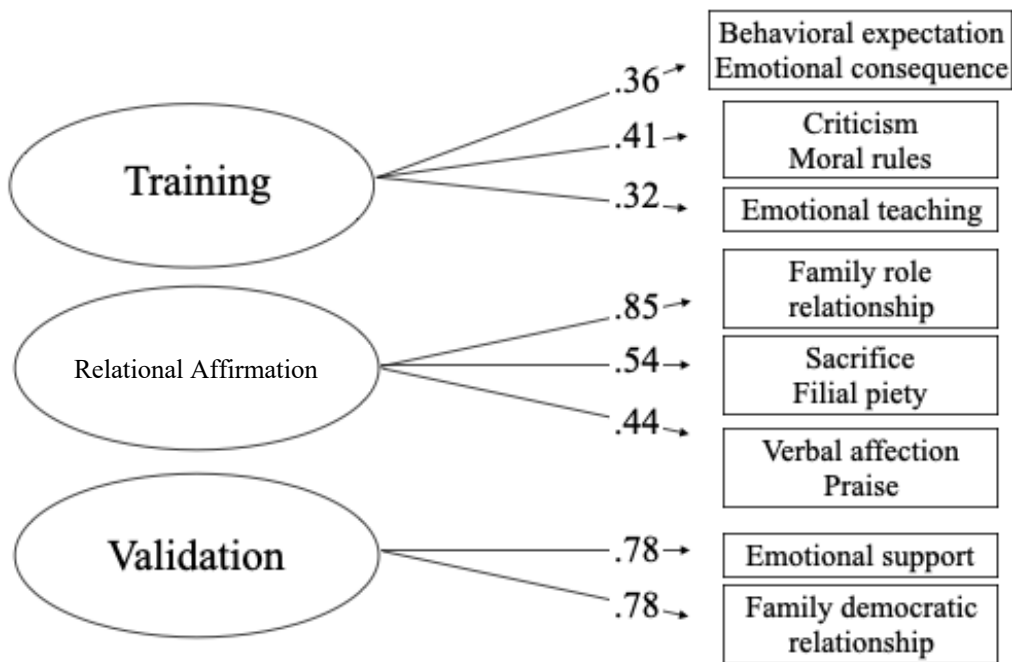 Behavioral expectation
Emotional consequence
.36
Training
.41
Criticism
Moral rules
.32
Emotional teaching
Family role
relationship
.85
Relational Affirmation
.54
Sacrifice
Filial piety
.44
Verbal affection
Praise
Validation
.78
Emotional support
.78
Family democratic
relationship